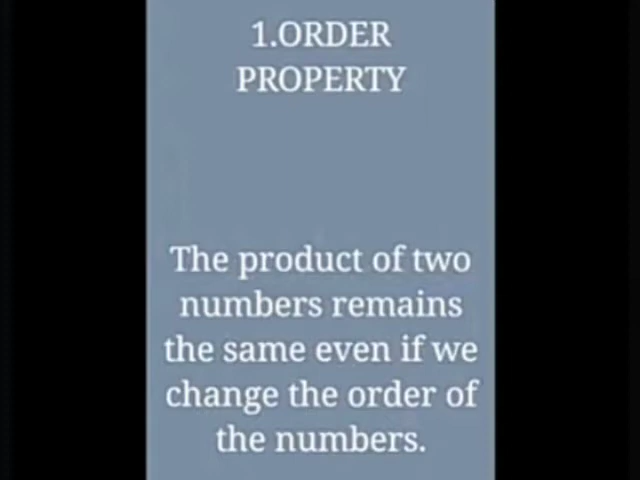 1.ORDER
PROPERTY
The product of two
numbers remains
the same even if we
change the order of
the numbers.